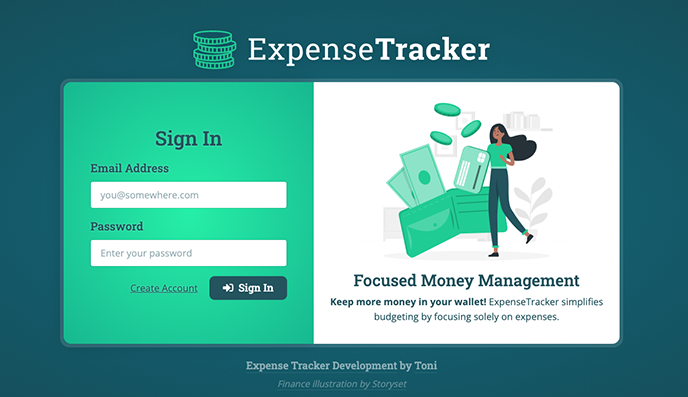 ExpenseTracker
Sign In
Email Address
you@somewhere.com
Password
Enter your password
Create Account
Sign In
Focused Money Management
Keep more money in your wallet! ExpenseTracker simplifies
budgeting by focusing solely on expenses.
Expense Tracker Development by Toni
Finance illustration by Storyset